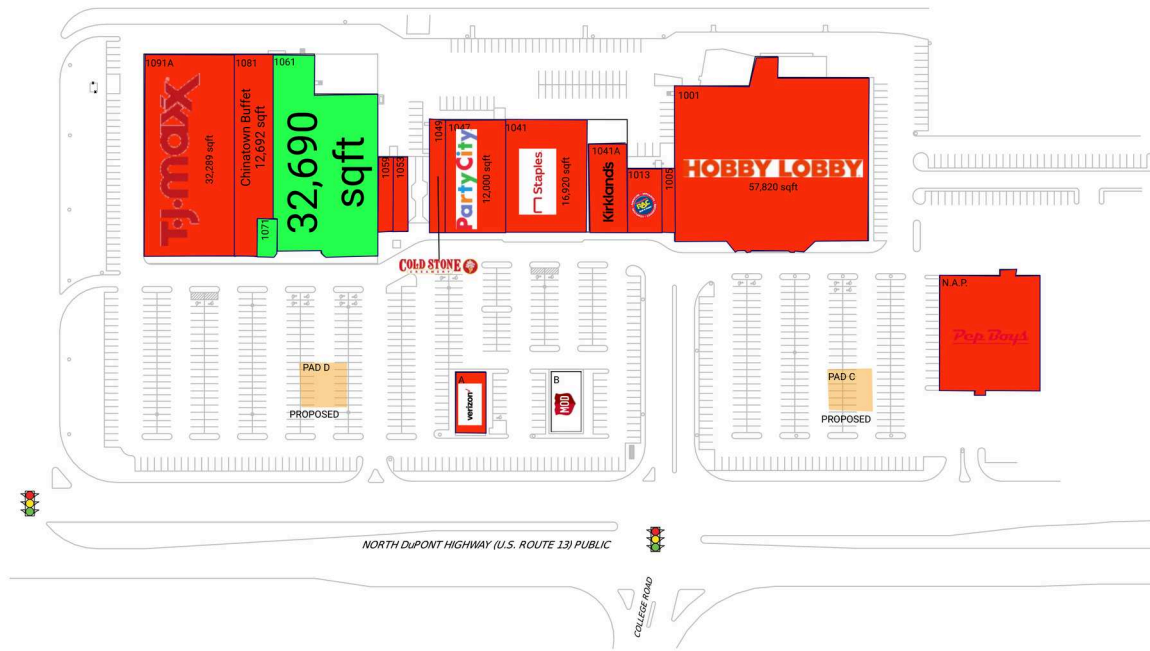 1091A
T·J·maxx
32,289 sqft
1081
Chinatown Buffet
12,692 sqft
1061
32,690
sqft
1071
1059
1053
1049
COLD STONE
CREAMERY
1047
Party City
12,000 sqft
1041
Staples
16,920 sqft
1041A
Kirklands
1013
1005
1001
HOBBY LOBBY
57,820 sqft
N.A.P.
Pep Boys
PAD D
PROPOSED
A
verizon
B
MOD
PAD C
PROPOSED
NORTH DuPONT HIGHWAY (U.S. ROUTE 13) PUBLIC
COLLEGE ROAD